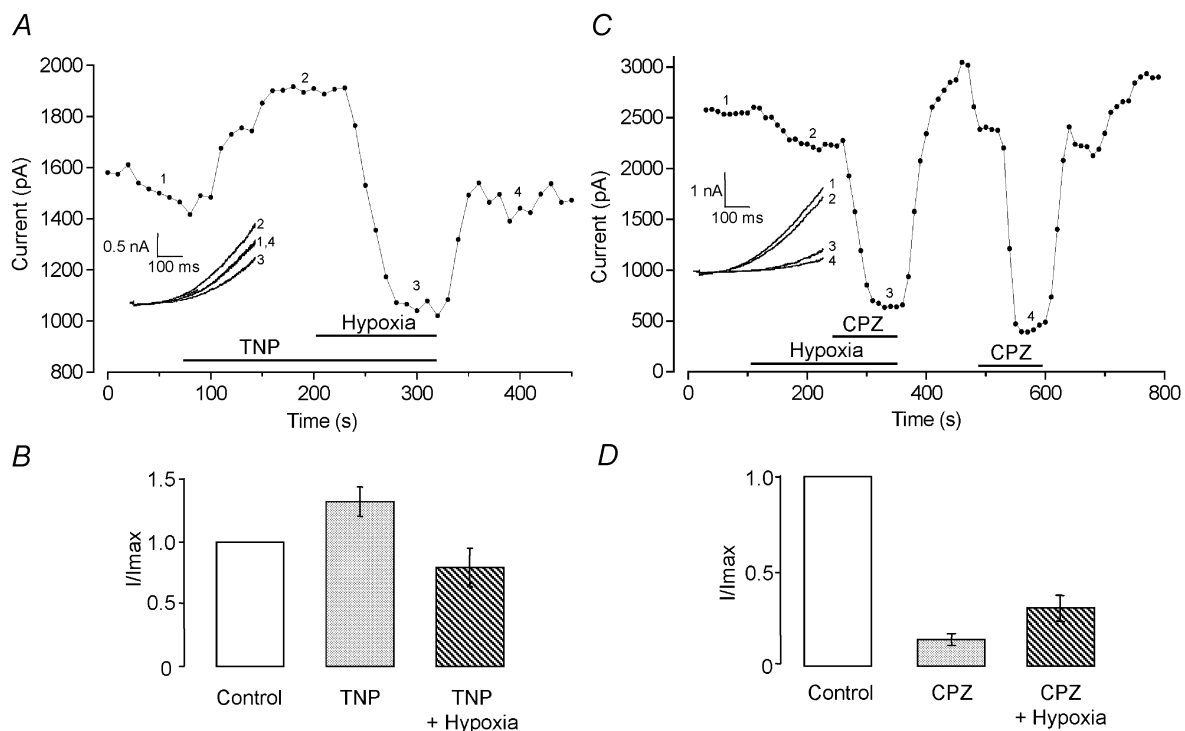 A
2000
1800
1600
1400
1200
1000
800
Current (pA)
1
2
3
4
0.5 nA
100 ms
2
1,4
3
Hypoxia
TNP
0 100 200 300 400
Time (s)
C
3000
2500
2000
1500
1000
500
0
Current (pA)
1
2
3
4
1 nA
100 ms
1
2
3
4
CPZ
Hypoxia
CPZ
0 200 400 600 800
Time (s)
B
1.5
1.0
0.5
0
I/Imax
Control TNP TNP
+ Hypoxia
D
1.0
0.5
0
I/Imax
Control CPZ CPZ
+ Hypoxia